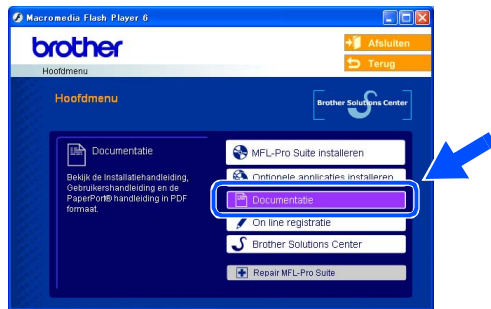 Macromedia Flash Player 6
brother
Afsluiten
Terug
Hoofdmenu
Hoofdmenu
Brother Solutions Center
Documentatie
Bekijk de Installatiehandleiding,
Gebruikershandleiding en de
PaperPort® handleiding in PDF
formaat.
MFL-Pro Suite installeren
Optionele applicaties installeren
Documentatie
On line registratie
Brother Solutions Center
Repair MFL-Pro Suite